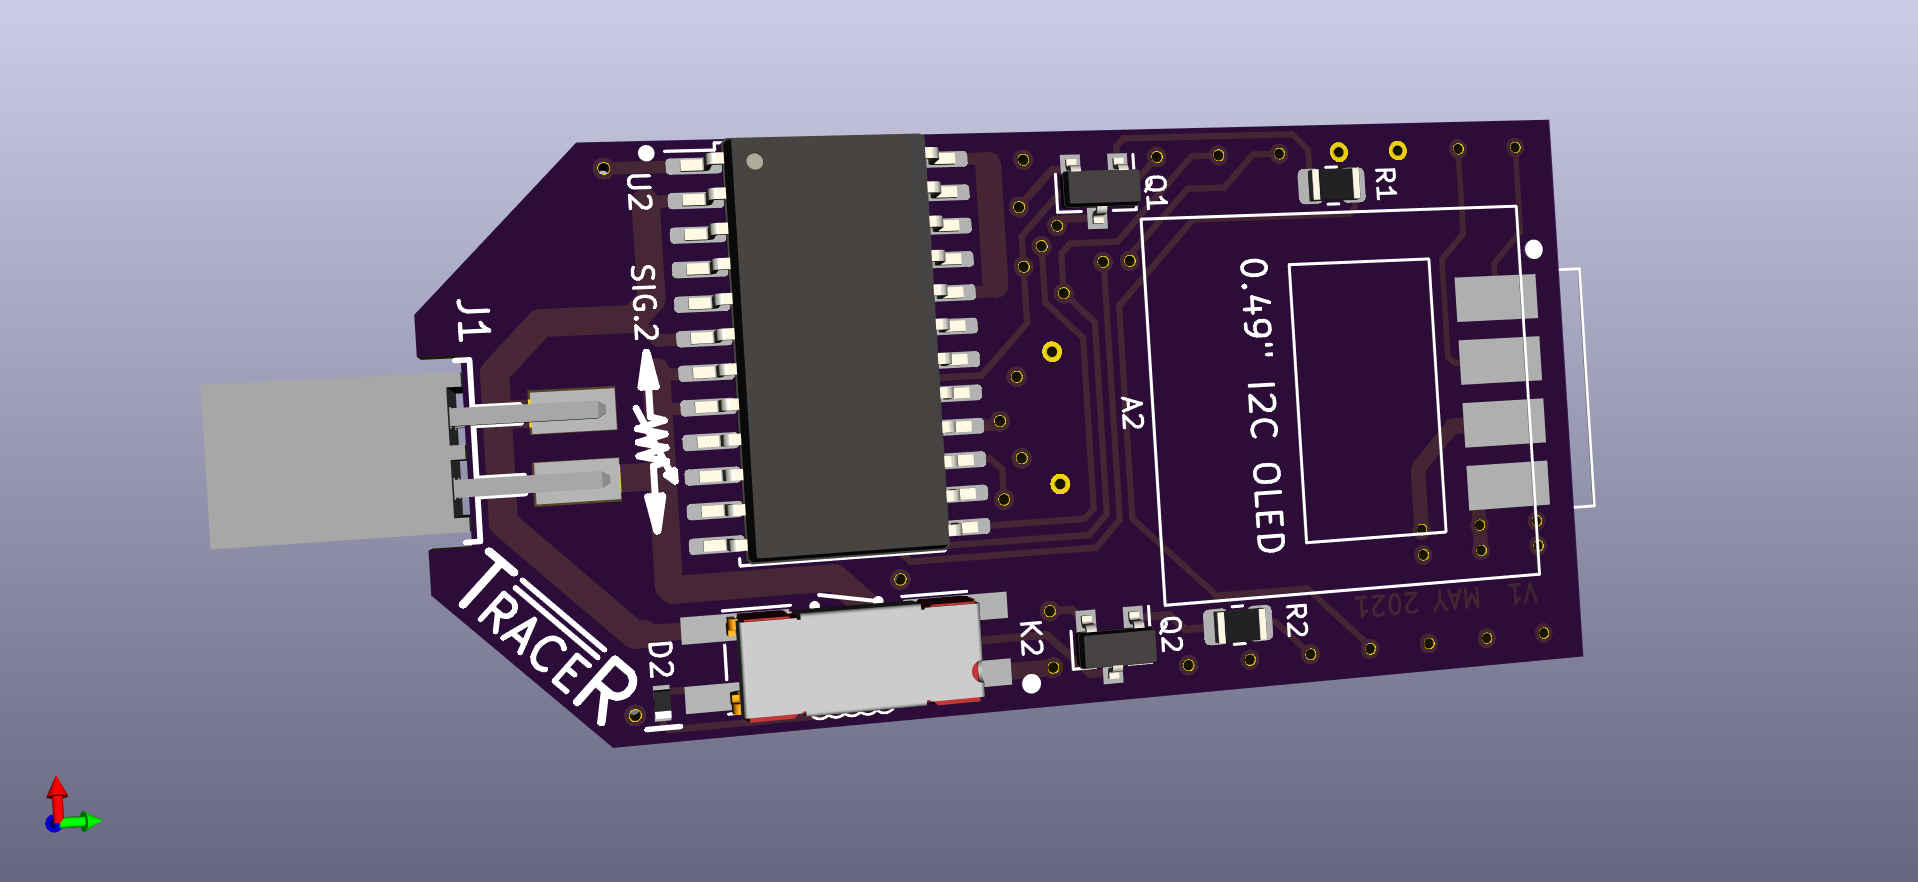 U2
Q1
R1
SIG.2
J1
0.49" I2C OLED
A2
TRACER
D2
K2
Q2
R2
V1 MAY 2021